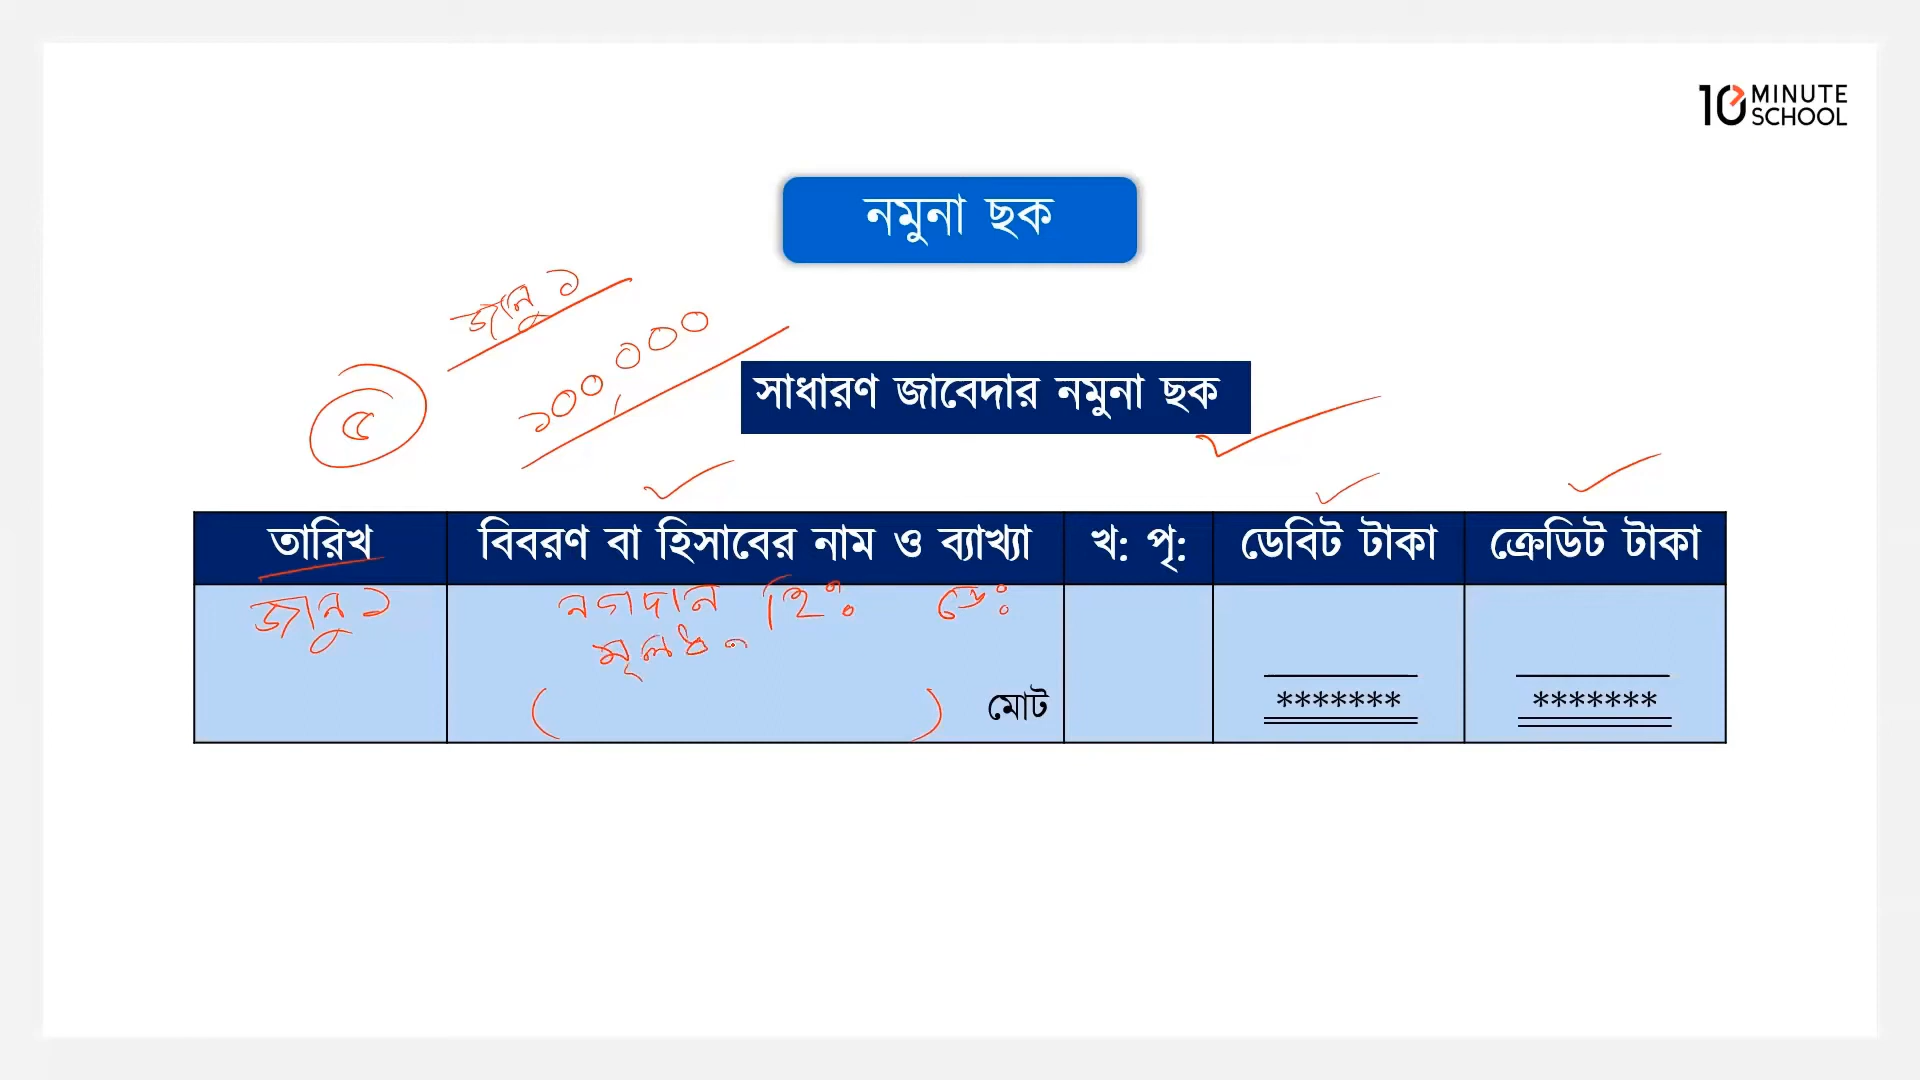 10 MINUTE
SCHOOL
নমুনা ছক
জানু ১
১০০,০০০
৫
সাধারণ জাবেদার নমুনা ছক
তারিখ বিবরণ বা হিসাবের নাম ও ব্যাখ্যা খ: পৃ: ডেবিট টাকা ক্রেডিট টাকা
জানু ১ নগদান হি: ডে:
মূলধন
( ) মোট ******* *******